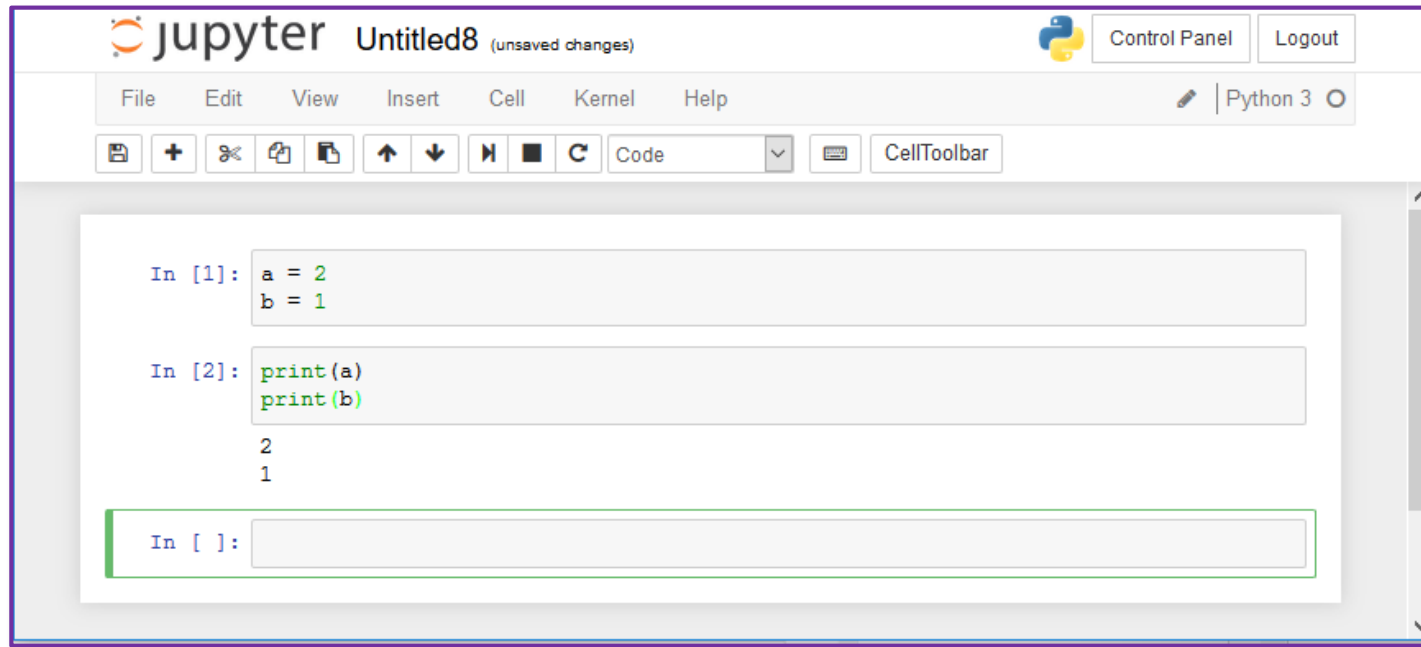 jupyter Untitled8 (unsaved changes) Control Panel Logout
File Edit View Insert Cell Kernel Help Python 3
Code CellToolbar
In [1]: a = 2
b = 1
In [2]: print(a)
print(b)
2
1
In [ ]: